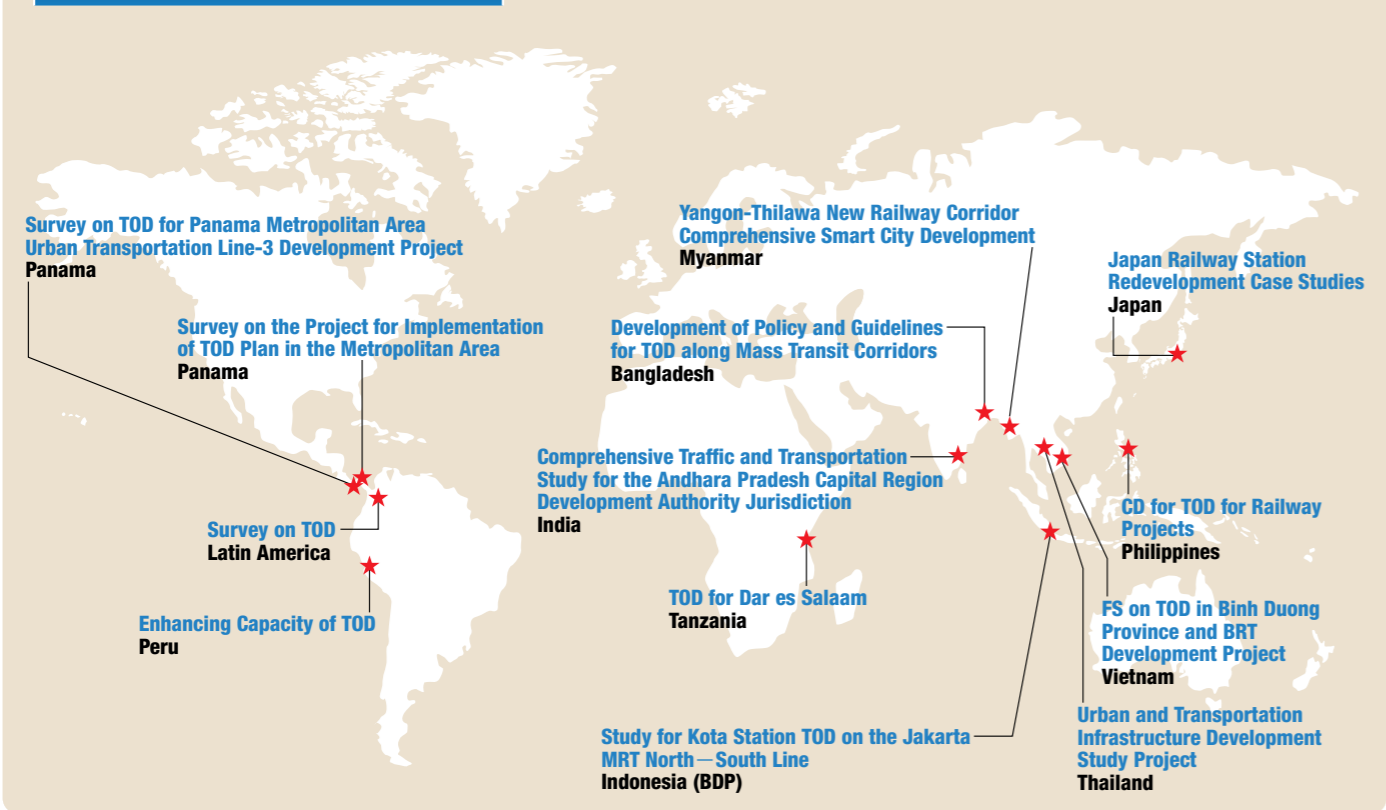 Survey on TOD for Panama Metropolitan Area
Urban Transportation Line-3 Development Project
Panama
Survey on the Project for Implementation
of TOD Plan in the Metropolitan Area
Panama
Survey on TOD
Latin America
Enhancing Capacity of TOD
Peru
Yangon-Thilawa New Railway Corridor
Comprehensive Smart City Development
Myanmar
Development of Policy and Guidelines
for TOD along Mass Transit Corridors
Bangladesh
Comprehensive Traffic and Transportation
Study for the Andhara Pradesh Capital Region
Development Authority Jurisdiction
India
TOD for Dar es Salaam
Tanzania
Study for Kota Station TOD on the Jakarta
MRT North—South Line
Indonesia (BDP)
Japan Railway Station
Redevelopment Case Studies
Japan
CD for TOD for Railway
Projects
Philippines
FS on TOD in Binh Duong
Province and BRT
Development Project
Vietnam
Urban and Transportation
Infrastructure Development
Study Project
Thailand